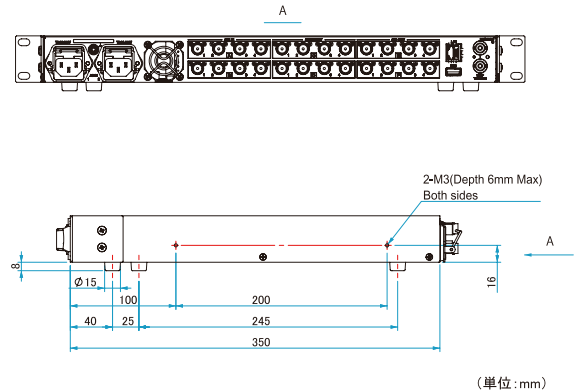 A
2-M3(Depth 6mm Max)
Both sides
A
8
Φ15
16
100
200
40
25
245
350
(単位:mm)